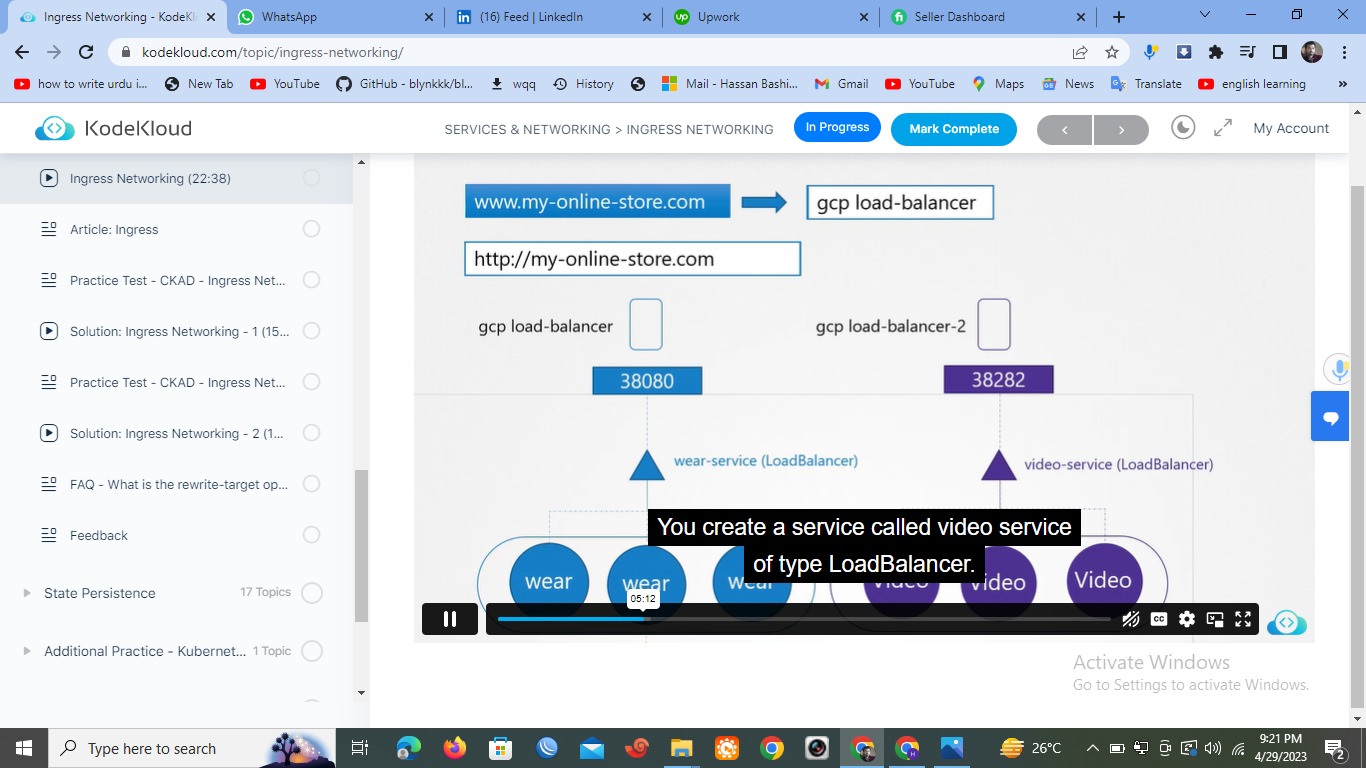 Ingress Networking - KodeKl
WhatsApp
(16) Feed | LinkedIn
Upwork
Seller Dashboard
kodekloud.com/topic/ingress-networking/
how to write urdu i...
New Tab
YouTube
GitHub - blynkkk/bl...
wqq
History
Mail - Hassan Bashi...
Gmail
YouTube
Maps
News
Translate
english learning
»
KodeKloud
SERVICES & NETWORKING > INGRESS NETWORKING
In Progress
Mark Complete
My Account
Ingress Networking (22:38)
Article: Ingress
Practice Test - CKAD - Ingress Net...
Solution: Ingress Networking - 1 (15...
Practice Test - CKAD - Ingress Net...
Solution: Ingress Networking - 2 (1...
FAQ - What is the rewrite-target op...
Feedback
State Persistence
17 Topics
Additional Practice - Kubernet...
1 Topic
www.my-online-store.com
gcp load-balancer
http://my-online-store.com
gcp load-balancer
gcp load-balancer-2
38080
38282
wear-service (LoadBalancer)
video-service (LoadBalancer)
You create a service called video service
of type LoadBalancer.
wear
wear
wear
Video
Video
Video
05:12
CC
Activate Windows
Go to Settings to activate Windows.
Type here to search
26°C
9:21 PM
4/29/2023
2